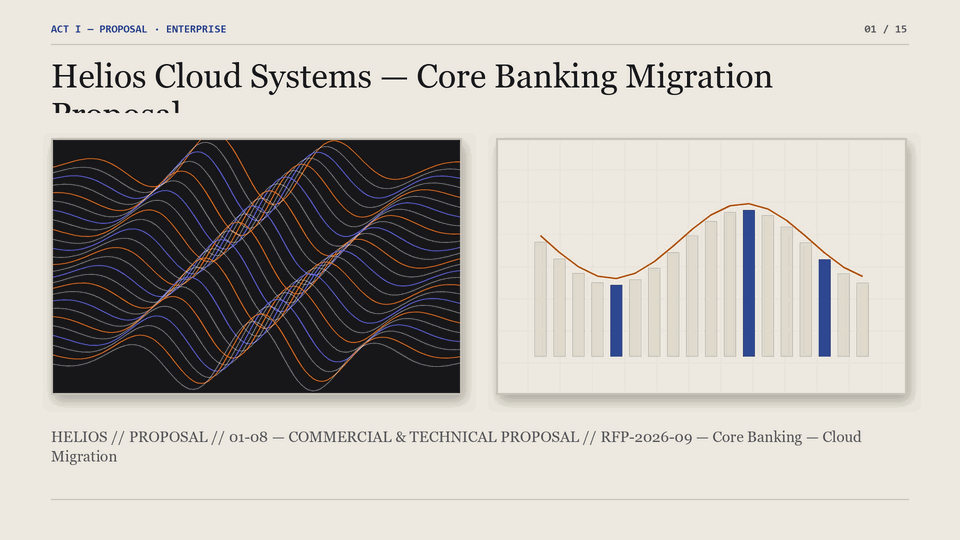 ACT I — PROPOSAL · ENTERPRISE
01 / 15
Helios Cloud Systems — Core Banking Migration
Proposal
HELIOS // PROPOSAL // 01-08 — COMMERCIAL & TECHNICAL PROPOSAL // RFP-2026-09 — Core Banking — Cloud
Migration